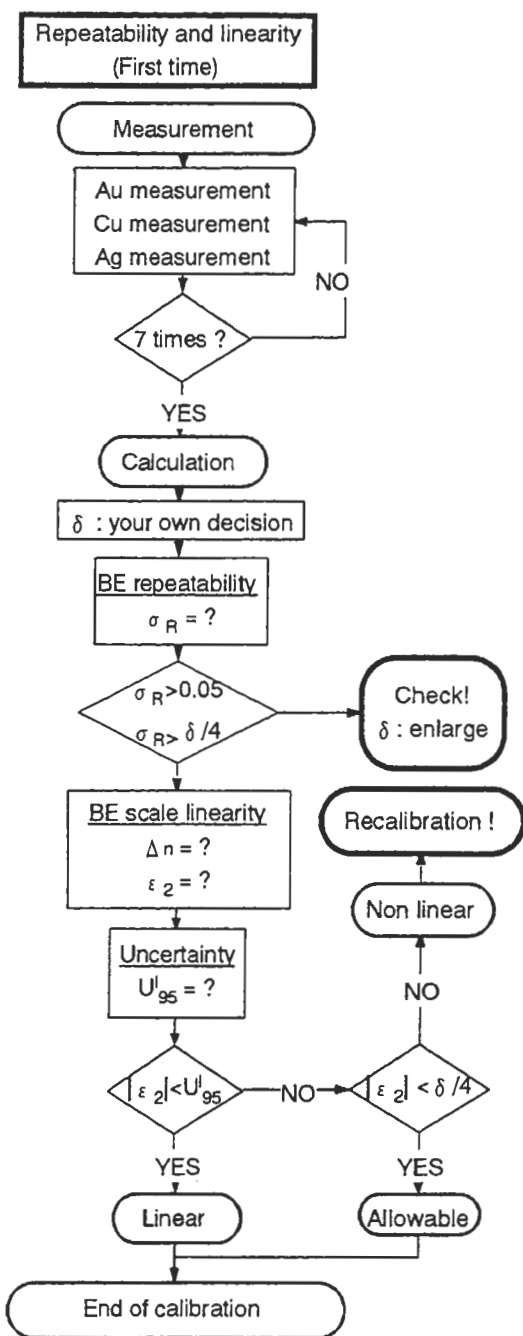 Repeatability and linearity
(First time)
Measurement
Au measurement
Cu measurement
Ag measurement
NO
7 times ?
YES
Calculation
δ : your own decision
BE repeatability
σ R = ?
σ R>0.05
σ R> δ/4
Check!
δ : enlarge
BE scale linearity
Δ n = ?
ε 2 = ?
Recalibration !
Non linear
Uncertainty
U^l 95 = ?
NO
|ε 2|<U^l 95
NO
|ε 2| < δ/4
YES
YES
Linear
Allowable
End of calibration